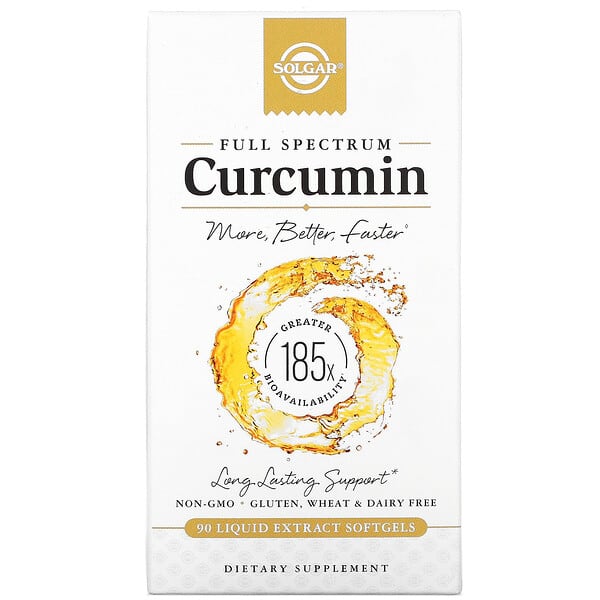 SOLGAR®
FULL SPECTRUM
Curcumin
More, Better, Faster◊
GREATER
185x
BIOAVAILABILITY
Long Lasting Support*
NON-GMO • GLUTEN, WHEAT & DAIRY FREE
90 LIQUID EXTRACT SOFTGELS
DIETARY SUPPLEMENT